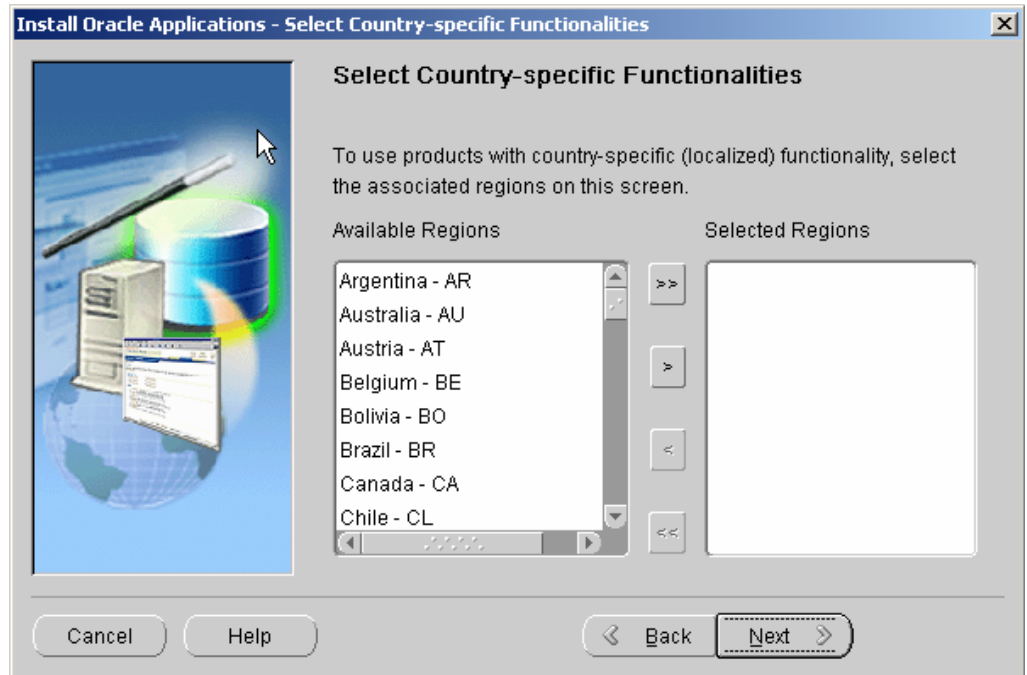 Install Oracle Applications - Select Country-specific Functionalities
Select Country-specific Functionalities
To use products with country-specific (localized) functionality, select
the associated regions on this screen.
Available Regions
Selected Regions
Argentina - AR
Australia - AU
Austria - AT
Belgium - BE
Bolivia - BO
Brazil - BR
Canada - CA
Chile - CL
>>
>
<
<<
Cancel
Help
Back
Next